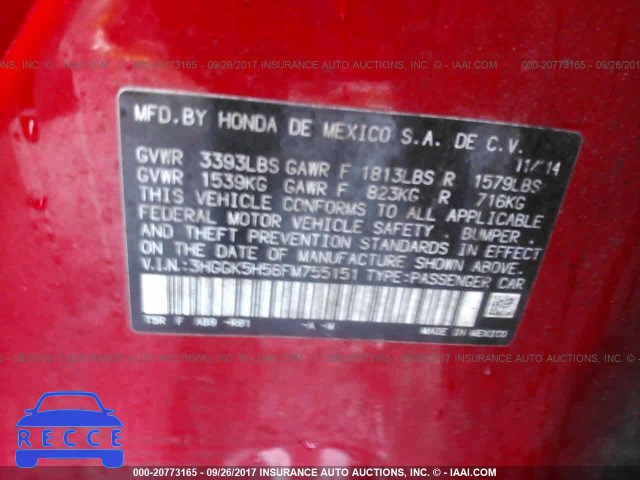 000-20773165 - 09/26/2017 INSURANCE AUTO AUCTIONS, INC. - © IAAI.COM
MFD.BY HONDA DE MEXICO S.A. DE C.V.
11/14
GVWR 3393LBS GAWR F 1813LBS R 1579LBS
GVWR 1539KG GAWR F 823KG R 716KG
THIS VEHICLE CONFORMS TO ALL APPLICABLE
FEDERAL MOTOR VEHICLE SAFETY, BUMPER,
AND THEFT PREVENTION STANDARDS IN EFFECT
ON THE DATE OF MANUFACTURE SHOWN ABOVE.
V.I.N.:3HGGK5H56FM755151 TYPE:PASSENGER CAR
T5R F AB9 -RB1 -A -M
MADE IN MEXICO
RECCE
000-20773165 - 09/26/2017 INSURANCE AUTO AUCTIONS, INC. - © IAAI.COM